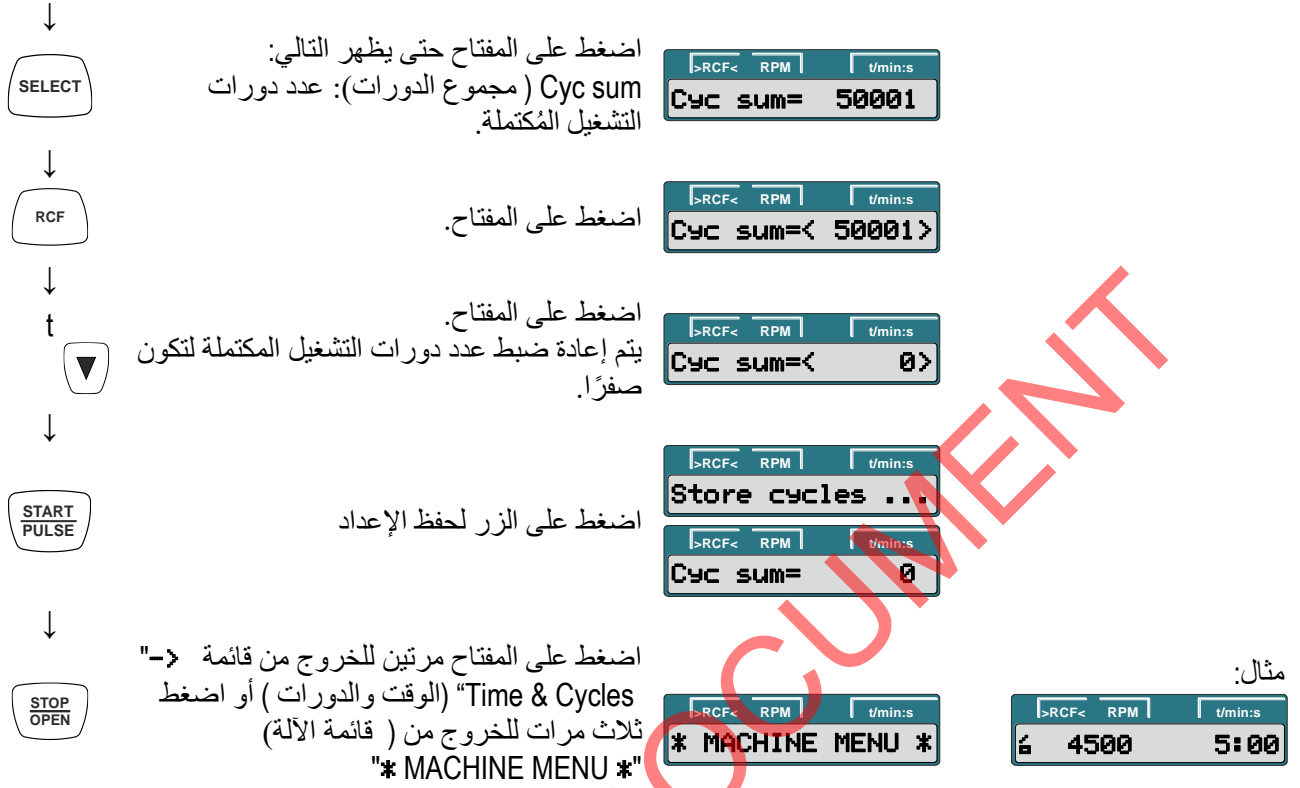 ↓
SELECT
اضغط على المفتاح حتى يظهر التالي:
Cyc sum ( مجموع الدورات): عدد دورات
التشغيل المُكتملة.
>RCF< RPM t/min:s
Cyc sum= 50001
↓
RCF
اضغط على المفتاح.
>RCF< RPM t/min:s
Cyc sum=< 50001>
↓
t
▼
اضغط على المفتاح.
يتم إعادة ضبط عدد دورات التشغيل المكتملة لتكون
صفرًا.
>RCF< RPM t/min:s
Cyc sum=< 0>
↓
START
PULSE
اضغط على الزر لحفظ الإعداد
>RCF< RPM t/min:s
Store cycles ...
>RCF< RPM t/min:s
Cyc sum= 0
↓
STOP
OPEN
اضغط على المفتاح مرتين للخروج من قائمة "->
Time & Cycles“ (الوقت والدورات ) أو اضغط
ثلاث مرات للخروج من ( قائمة الآلة)
"* MACHINE MENU *"
>RCF< RPM t/min:s
* MACHINE MENU *
مثال:
>RCF< RPM t/min:s
4500 5:00
OCUMENT